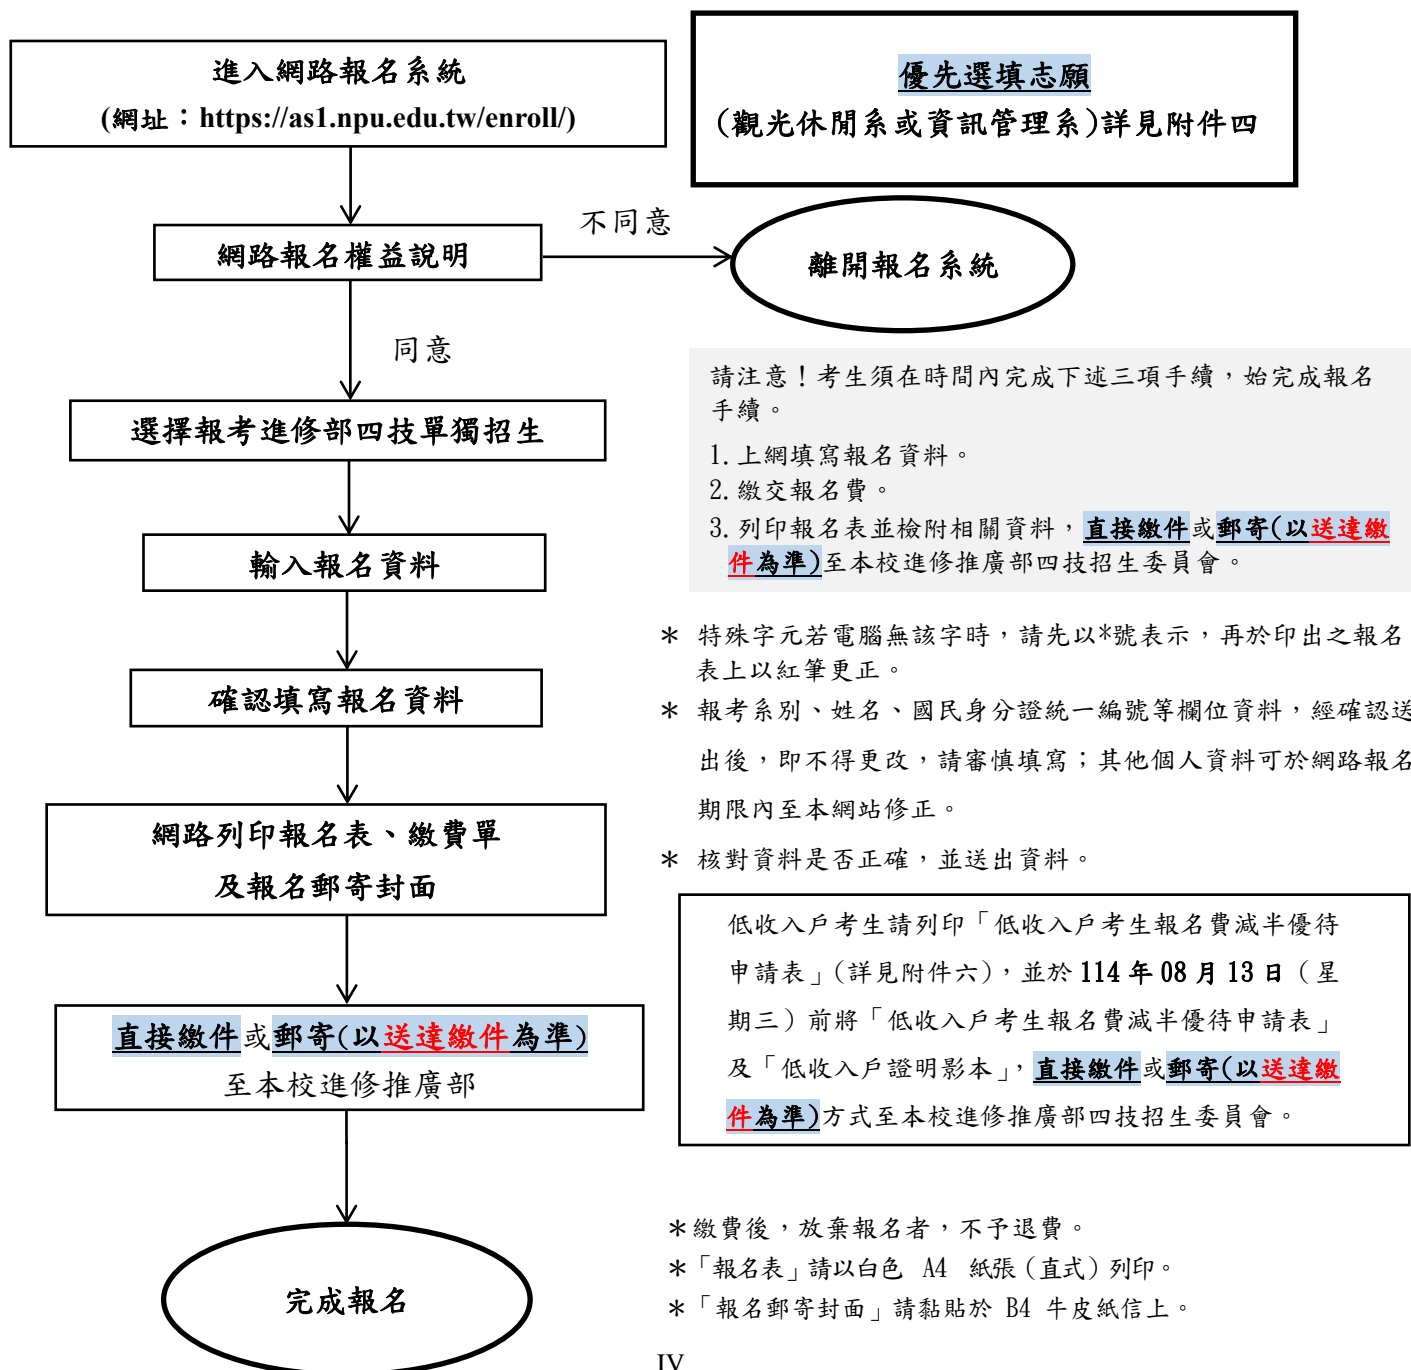 進入網路報名系統
(網址：https://as1.npu.edu.tw/enroll/)
優先選填志願
(觀光休閒系或資訊管理系)詳見附件四
不同意
網路報名權益說明
離開報名系統
同意
選擇報考進修部四技單獨招生
輸入報名資料
確認填寫報名資料
網路列印報名表、繳費單
及報名郵寄封面
直接繳件或郵寄(以送達繳件為準)
至本校進修推廣部
完成報名
請注意！考生須在時間內完成下述三項手續，始完成報名
手續。
1.上網填寫報名資料。
2.繳交報名費。
3.列印報名表並檢附相關資料，直接繳件或郵寄(以送達繳
件為準)至本校進修推廣部四技招生委員會。
＊ 特殊字元若電腦無該字時，請先以*號表示，再於印出之報名
表上以紅筆更正。
＊ 報考系別、姓名、國民身分證統一編號等欄位資料，經確認送
出後，即不得更改，請審慎填寫；其他個人資料可於網路報名
期限內至本網站修正。
＊ 核對資料是否正確，並送出資料。
低收入戶考生請列印「低收入戶考生報名費減半優待
申請表」(詳見附件六)，並於 114 年 08 月 13 日（星
期三）前將「低收入戶考生報名費減半優待申請表」
及「低收入戶證明影本」，直接繳件或郵寄(以送達繳
件為準)方式至本校進修推廣部四技招生委員會。
＊繳費後，放棄報名者，不予退費。
＊「報名表」請以白色 A4 紙張（直式）列印。
＊「報名郵寄封面」請黏貼於 B4 牛皮紙信上。
IV